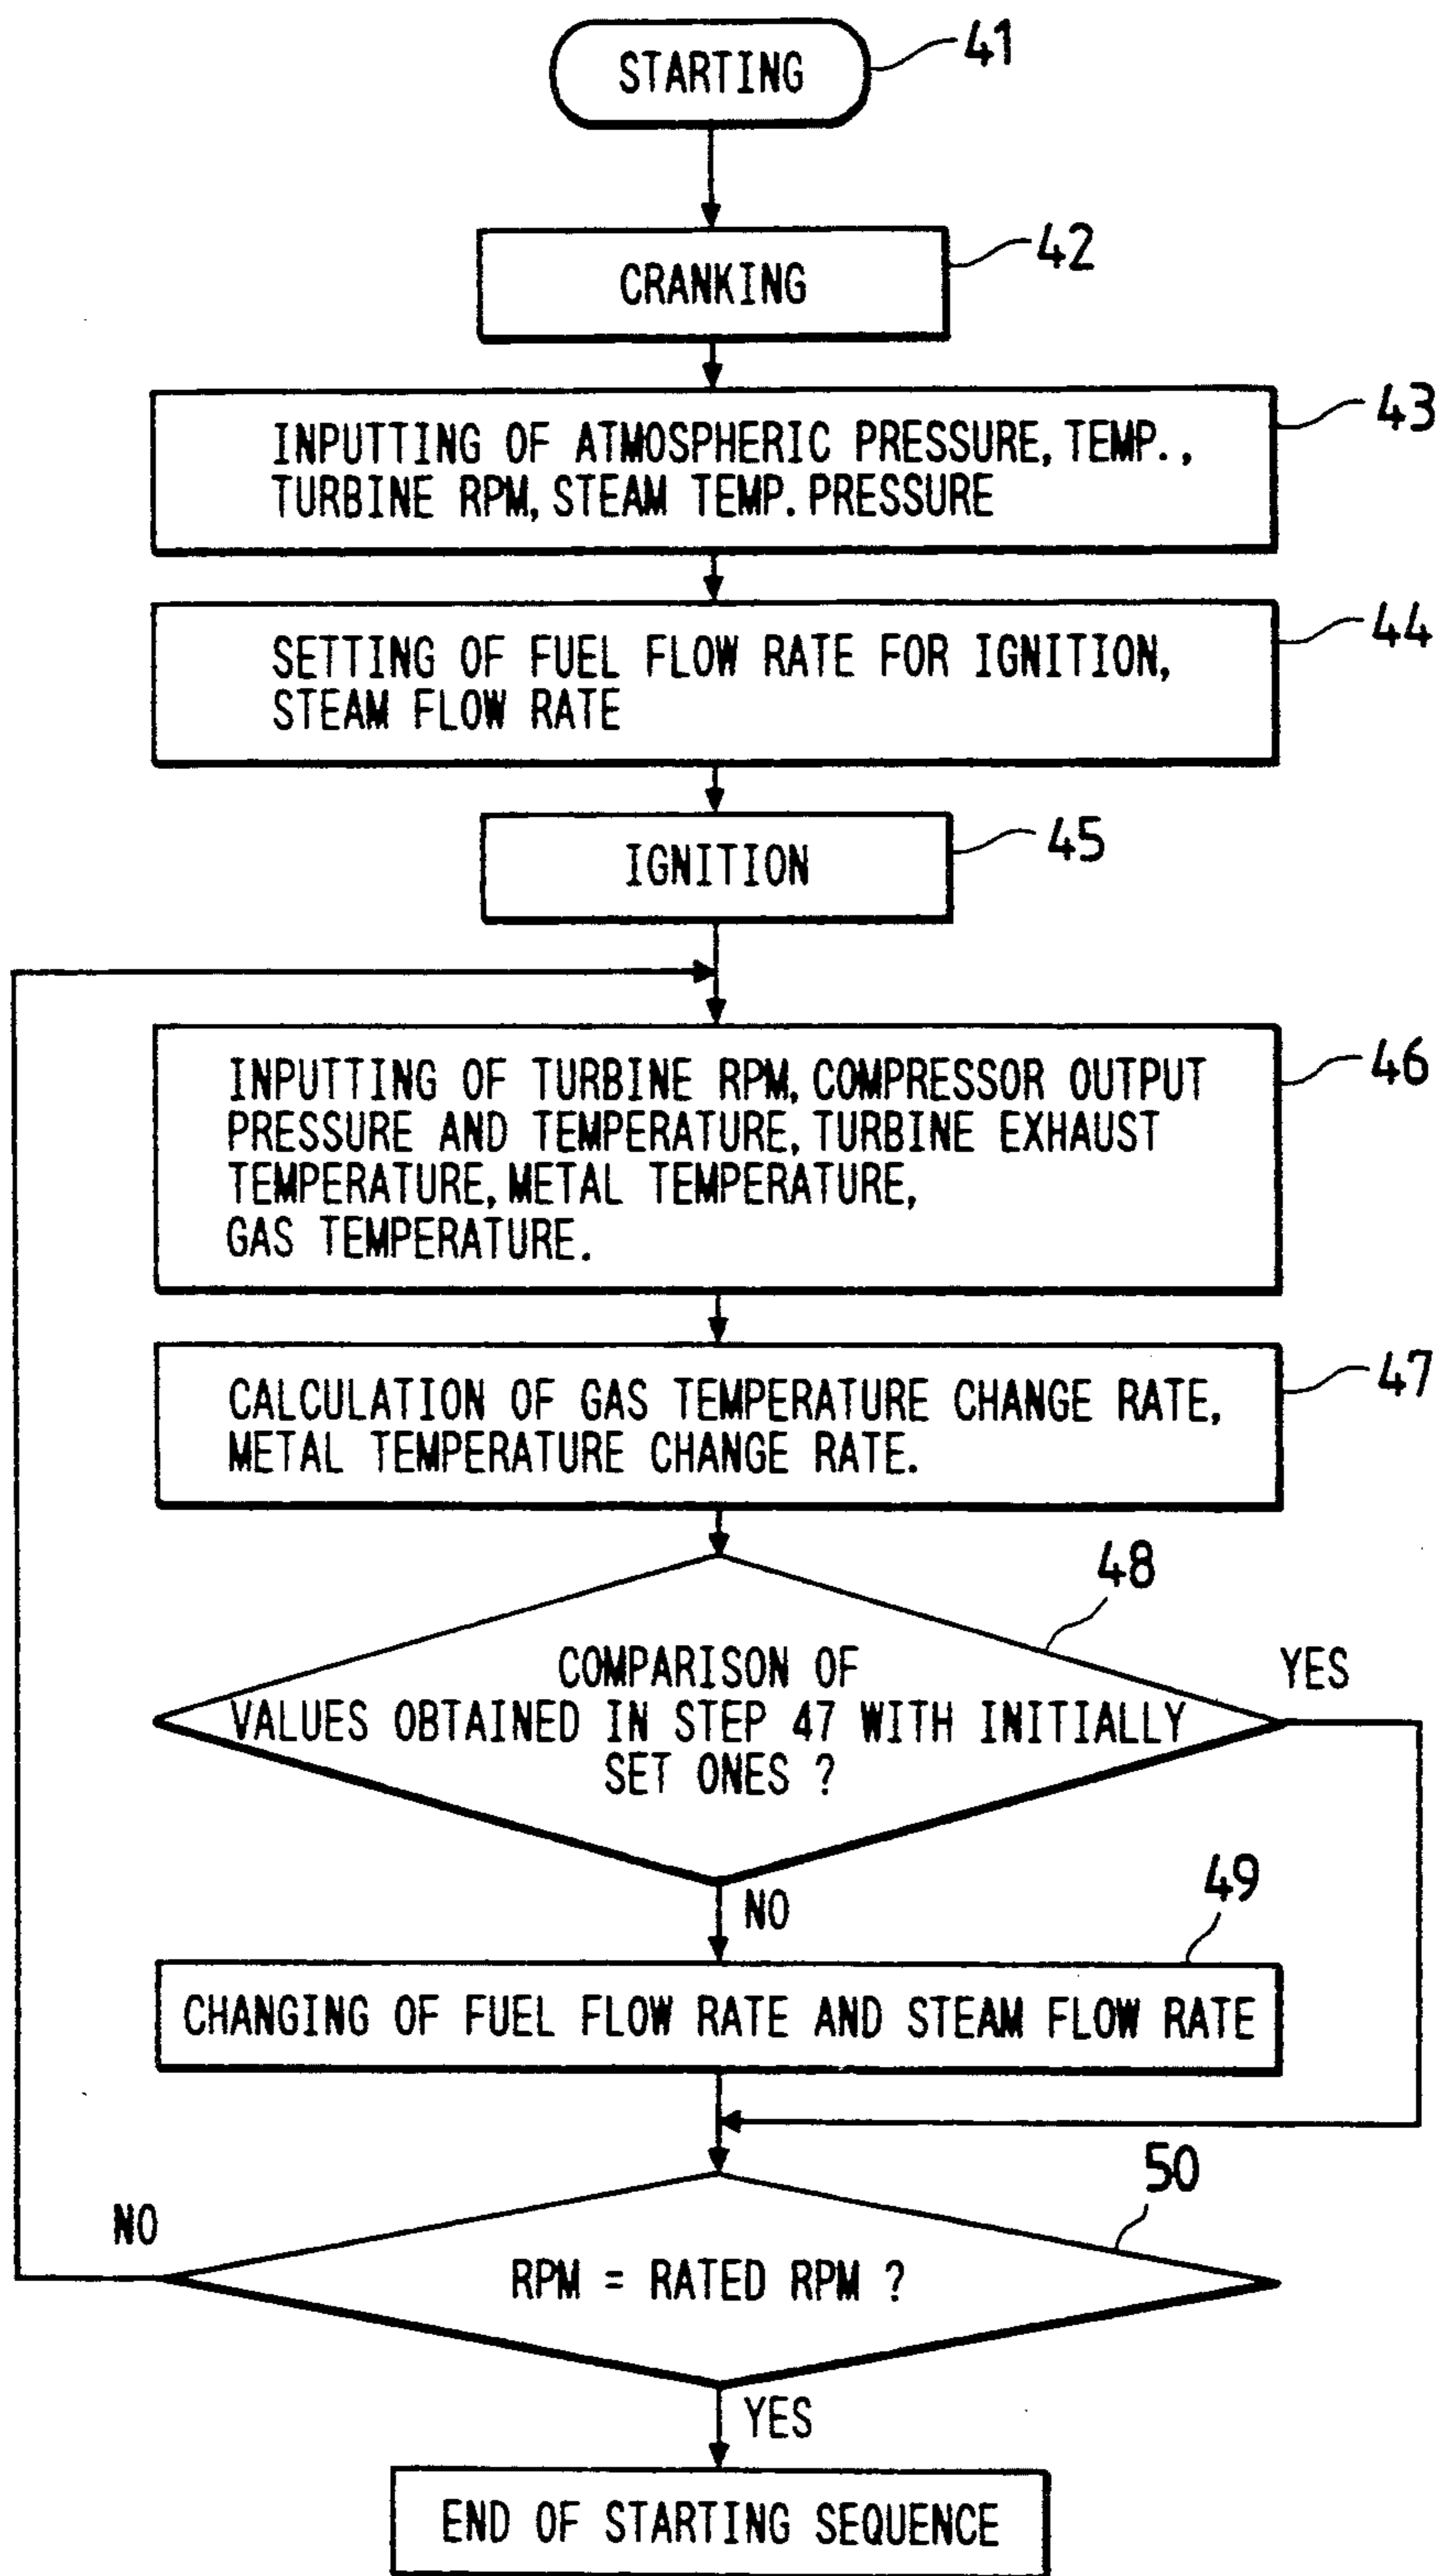 STARTING
41
CRANKING
42
INPUTTING OF ATMOSPHERIC PRESSURE, TEMP.,
TURBINE RPM, STEAM TEMP. PRESSURE
43
SETTING OF FUEL FLOW RATE FOR IGNITION,
STEAM FLOW RATE
44
IGNITION
45
INPUTTING OF TURBINE RPM, COMPRESSOR OUTPUT
PRESSURE AND TEMPERATURE, TURBINE EXHAUST
TEMPERATURE, METAL TEMPERATURE,
GAS TEMPERATURE.
46
CALCULATION OF GAS TEMPERATURE CHANGE RATE,
METAL TEMPERATURE CHANGE RATE.
47
48
COMPARISON OF
VALUES OBTAINED IN STEP 47 WITH INITIALLY
SET ONES ?
YES
NO
49
CHANGING OF FUEL FLOW RATE AND STEAM FLOW RATE
50
NO
RPM = RATED RPM ?
YES
END OF STARTING SEQUENCE